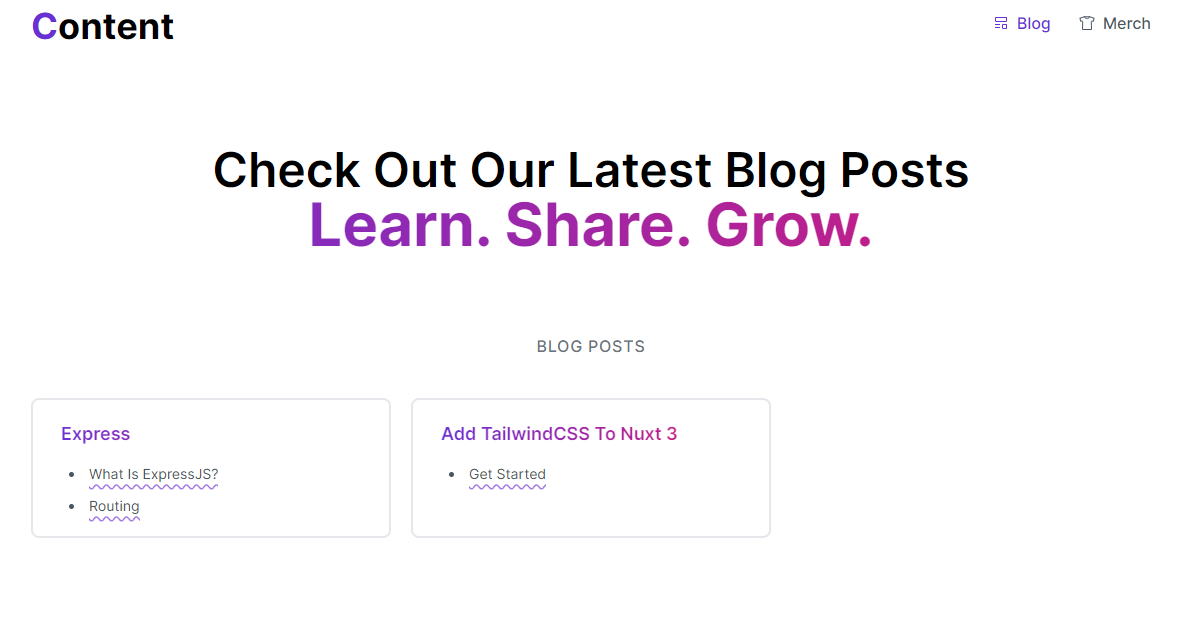 Content
Blog
Merch
Check Out Our Latest Blog Posts
Learn. Share. Grow.
BLOG POSTS
Express
What Is ExpressJS?
Routing
Add TailwindCSS To Nuxt 3
Get Started